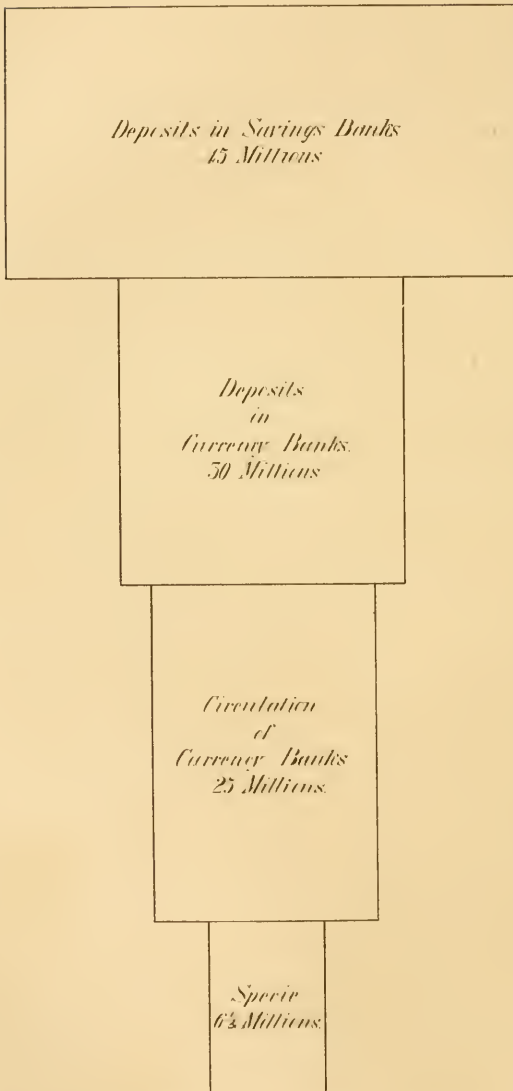 Deposits in Savings Banks
45 Millions
Deposits
in
Currency Banks.
30 Millions
Circulation
of
Currency Banks
25 Millions.
Specie
6½ Millions.